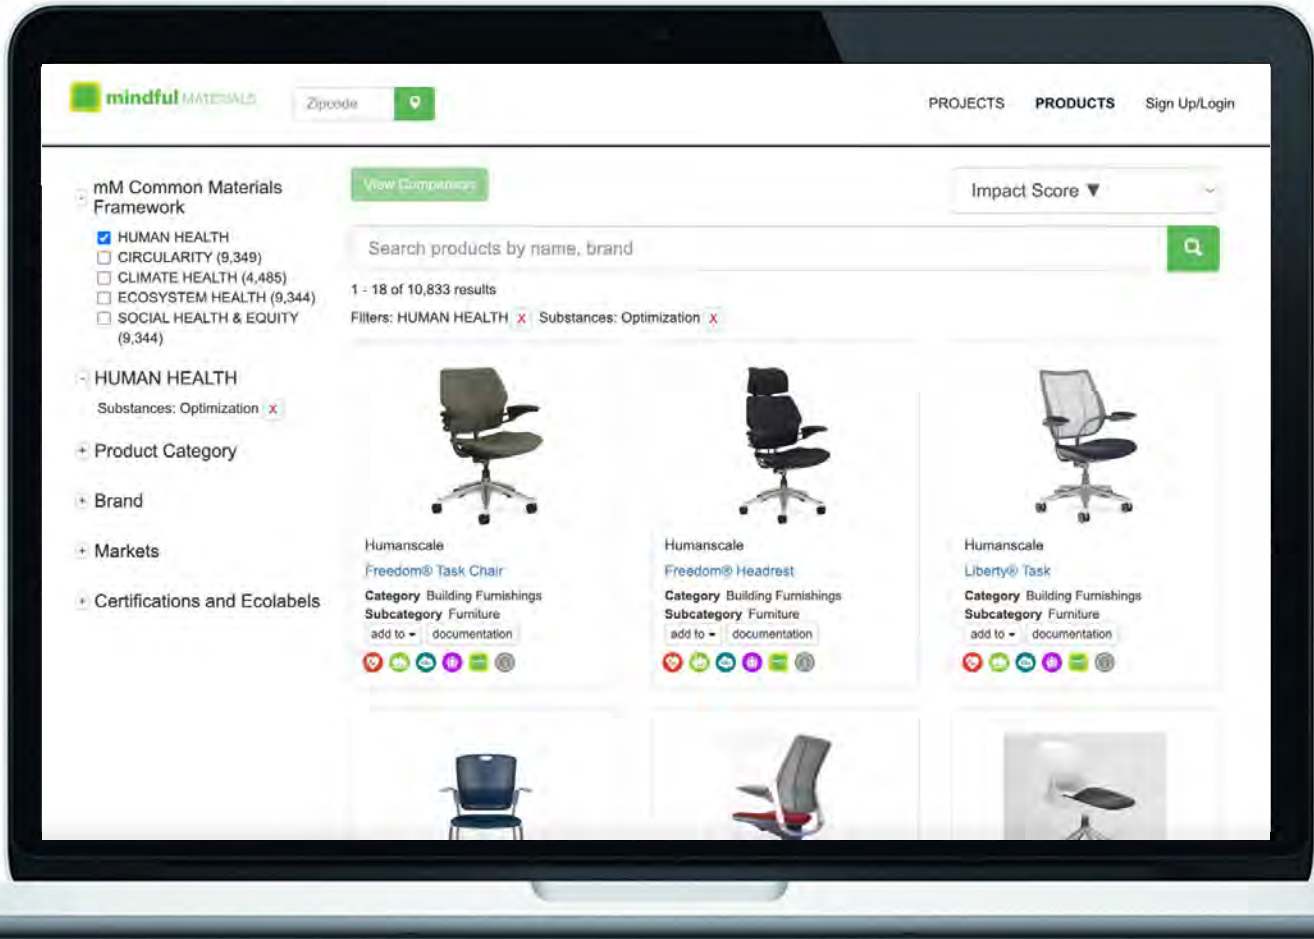 mindful MATERIALS
Zipcode
PROJECTS PRODUCTS Sign Up/Login
- mM Common Materials
Framework
HUMAN HEALTH
CIRCULARITY (9,349)
CLIMATE HEALTH (4,485)
ECOSYSTEM HEALTH (9,344)
SOCIAL HEALTH & EQUITY
(9,344)
- HUMAN HEALTH
Substances: Optimization X
+ Product Category
+ Brand
+ Markets
+ Certifications and Ecolabels
View Comparison
Impact Score ▼
Search products by name, brand
1 - 18 of 10,833 results
Filters: HUMAN HEALTH X Substances: Optimization X
Humanscale
Freedom® Task Chair
Category Building Furnishings
Subcategory Furniture
add to documentation
Humanscale
Freedom® Headrest
Category Building Furnishings
Subcategory Furniture
add to documentation
Humanscale
Liberty® Task
Category Building Furnishings
Subcategory Furniture
add to documentation